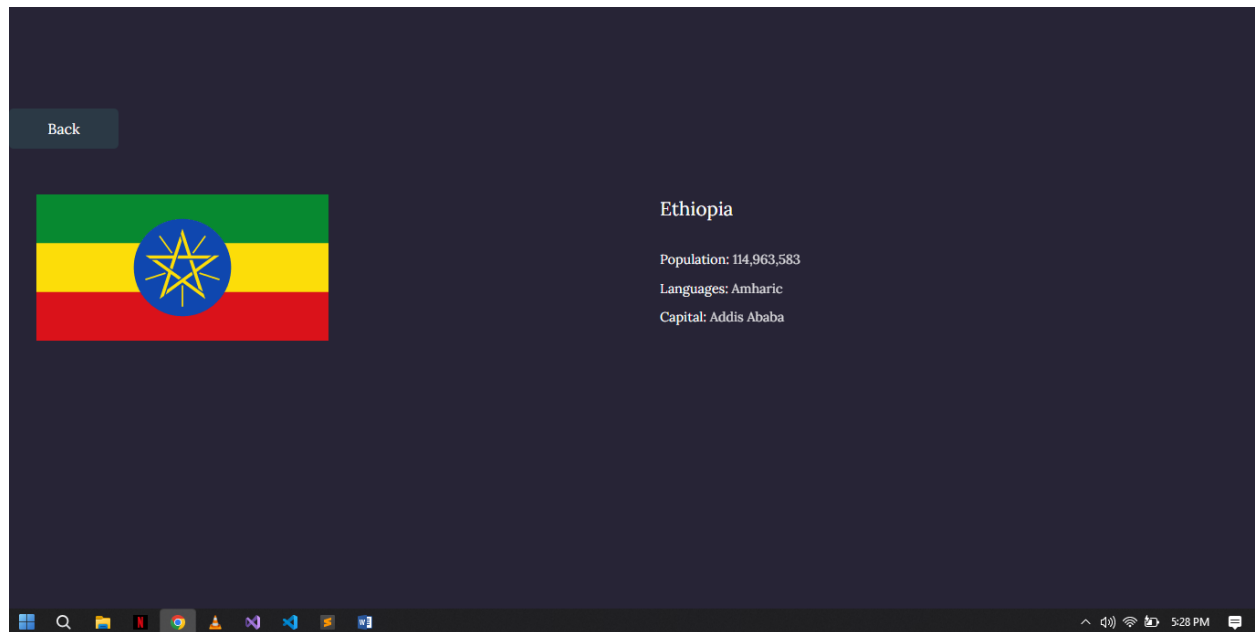 Back
Ethiopia
Population: 114,963,583
Languages: Amharic
Capital: Addis Ababa
5:28 PM